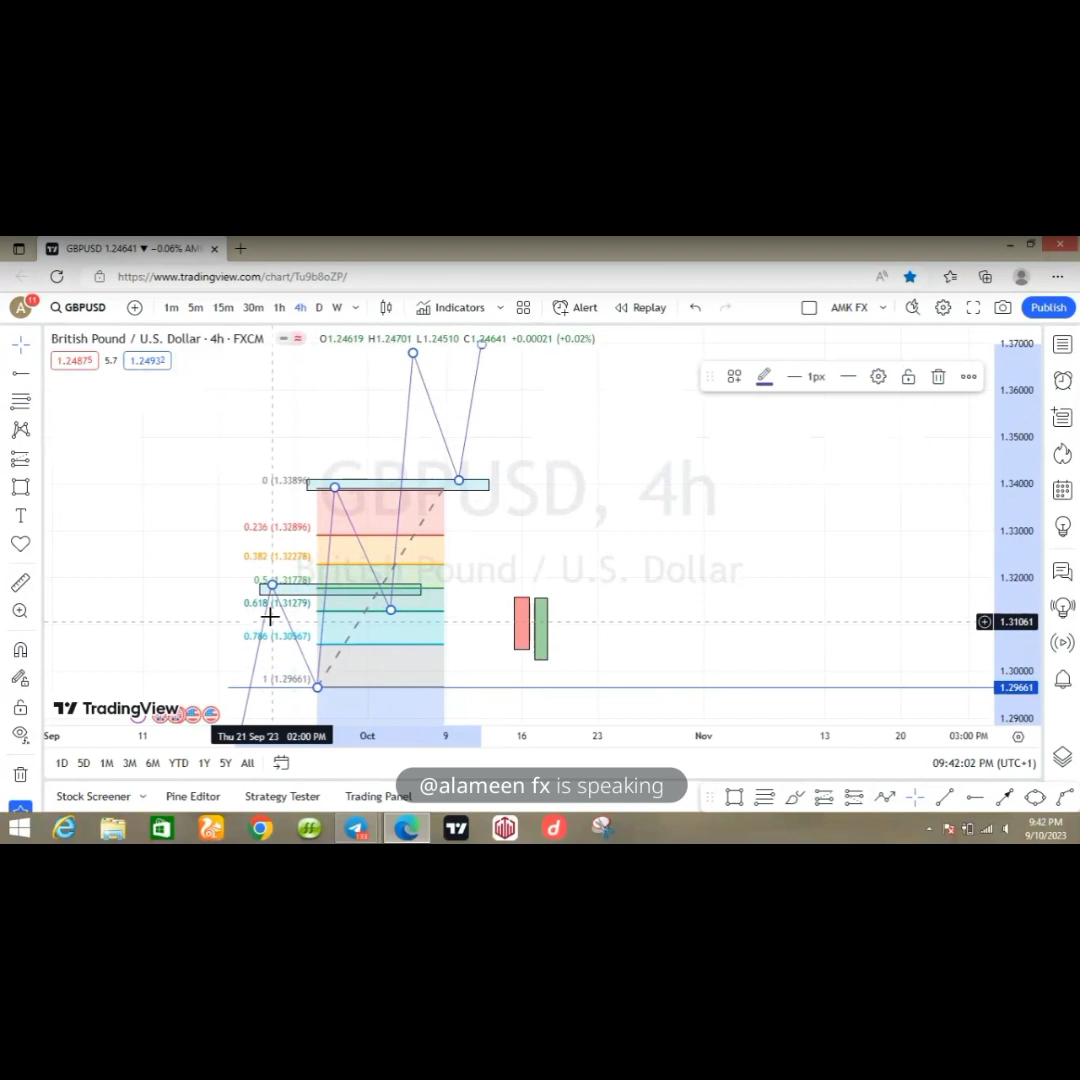 GBPUSD 1.24641 ▼ −0.06% AM
https://www.tradingview.com/chart/Tu9b8oZP/
A 11 GBPUSD 1m 5m 15m 30m 1h 4h D W Indicators Alert Replay AMK FX Publish
British Pound / U.S. Dollar · 4h · FXCM O1.24619 H1.24701 L1.24510 C1.24641 +0.00021 (+0.02%)
1.24875 5.7 1.24932
1px
1.37000
1.36000
1.35000
1.34000
1.33000
1.32000
1.31061
1.30000
1.29661
1.29000
GBPUSD, 4h
British Pound / U.S. Dollar
0 (1.33896)
0.236 (1.32896)
0.382 (1.32278)
0.5 (1.31778)
0.618 (1.31279)
0.786 (1.30567)
1 (1.29661)
TradingView
Sep 11 Thu 21 Sep '23 02:00 PM Oct 9 16 23 Nov 13 20 03:00 PM
1D 5D 1M 3M 6M YTD 1Y 5Y All 09:42:02 PM (UTC+1)
@alameen fx is speaking
Stock Screener Pine Editor Strategy Tester Trading Panel
9:42 PM
9/10/2023